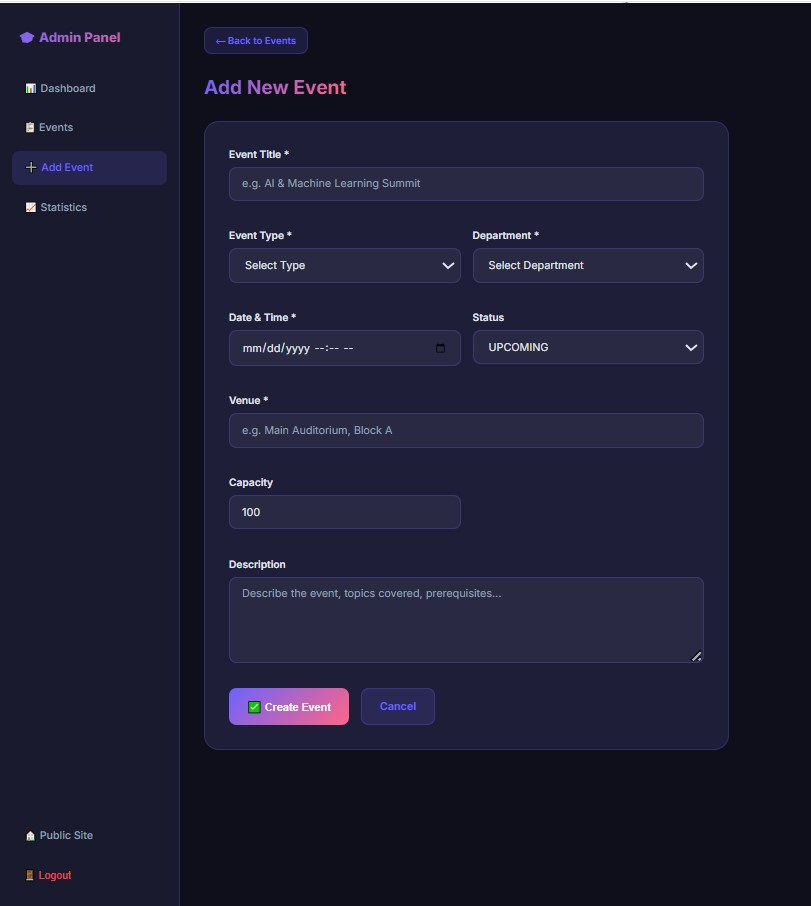 Admin Panel
Dashboard
Events
Add Event
Statistics
Public Site
Logout
← Back to Events
Add New Event
Event Title *
e.g. AI & Machine Learning Summit
Event Type * Department *
Select Type Select Department
Date & Time * Status
mm/dd/yyyy --:-- -- UPCOMING
Venue *
e.g. Main Auditorium, Block A
Capacity
100
Description
Describe the event, topics covered, prerequisites...
Create Event Cancel